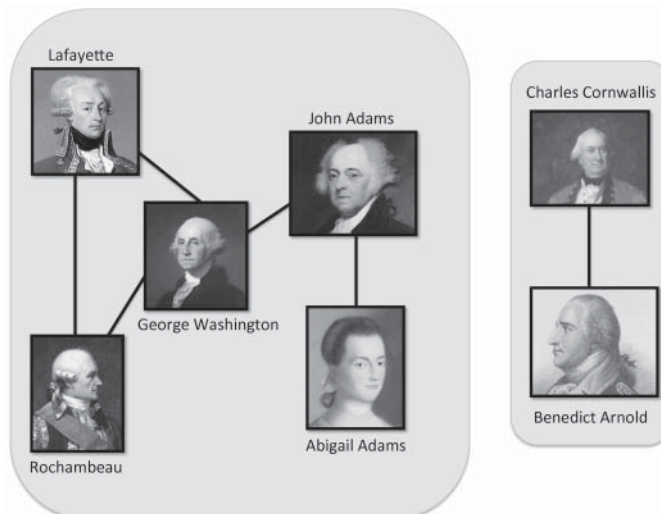 Lafayette
John Adams
George Washington
Rochambeau
Abigail Adams
Charles Cornwallis
Benedict Arnold